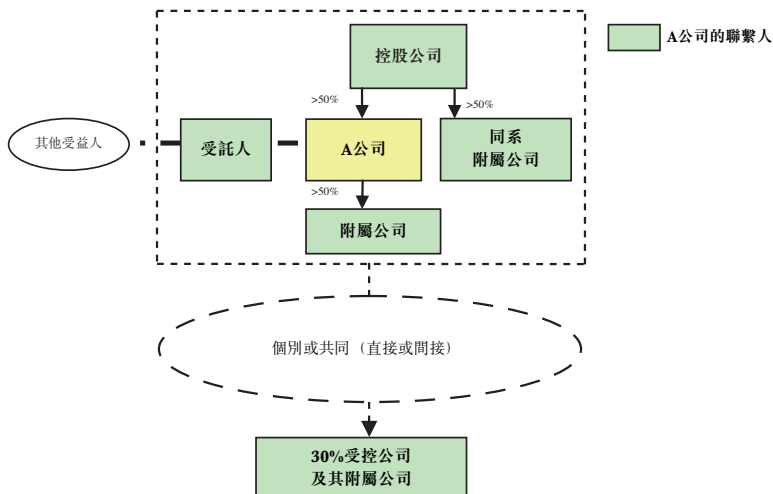 控股公司
A公司的聯繫人
>50%
>50%
其他受益人
受託人
A公司
同系
附屬公司
>50%
附屬公司
個別或共同（直接或間接）
30%受控公司
及其附屬公司